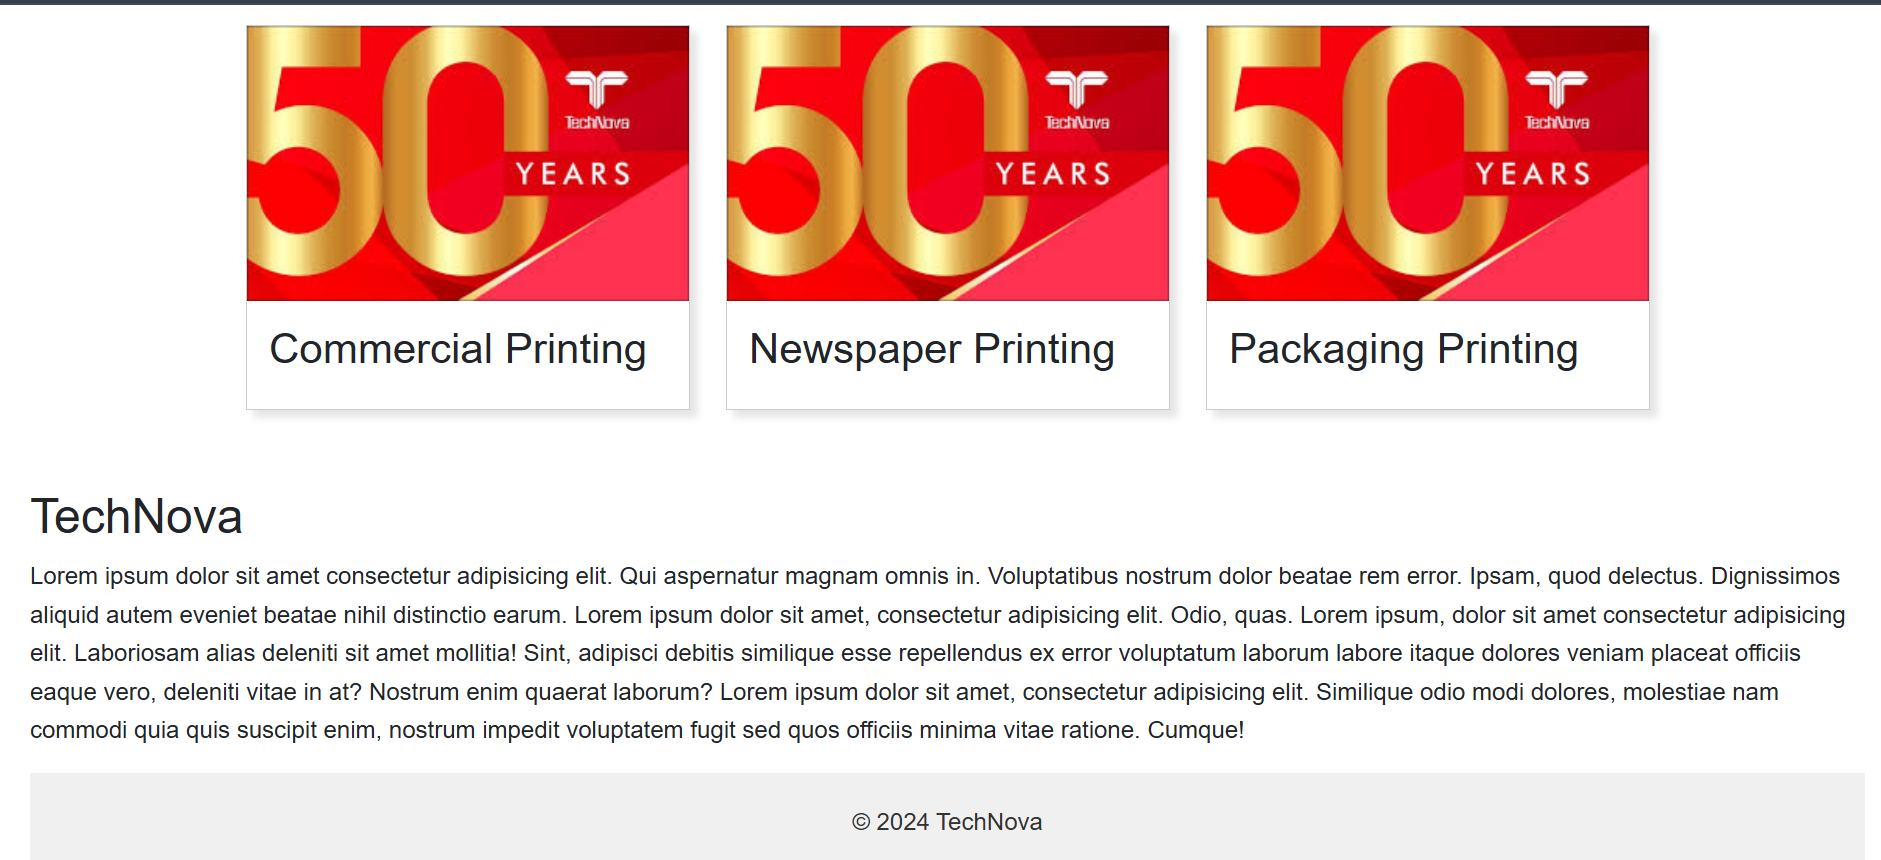 50
TechNova
YEARS
50
TechNova
YEARS
50
TechNova
YEARS
Commercial Printing
Newspaper Printing
Packaging Printing
TechNova
Lorem ipsum dolor sit amet consectetur adipisicing elit. Qui aspernatur magnam omnis in. Voluptatibus nostrum dolor beatae rem error. Ipsam, quod delectus. Dignissimos
aliquid autem eveniet beatae nihil distinctio earum. Lorem ipsum dolor sit amet, consectetur adipisicing elit. Odio, quas. Lorem ipsum, dolor sit amet consectetur adipisicing
elit. Laboriosam alias deleniti sit amet mollitia! Sint, adipisci debitis similique esse repellendus ex error voluptatum laborum labore itaque dolores veniam placeat officiis
eaque vero, deleniti vitae in at? Nostrum enim quaerat laborum? Lorem ipsum dolor sit amet, consectetur adipisicing elit. Similique odio modi dolores, molestiae nam
commodi quia quis suscipit enim, nostrum impedit voluptatem fugit sed quos officiis minima vitae ratione. Cumque!
© 2024 TechNova